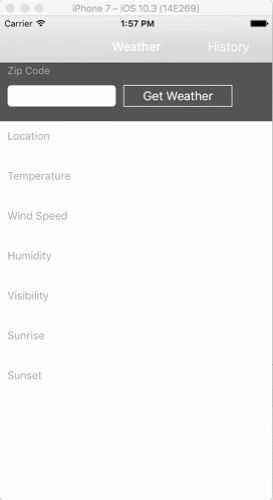 iPhone 7 – iOS 10.3 (14E269)
Carrier 1:57 PM
Weather History
Zip Code
Get Weather
Location
Temperature
Wind Speed
Humidity
Visibility
Sunrise
Sunset